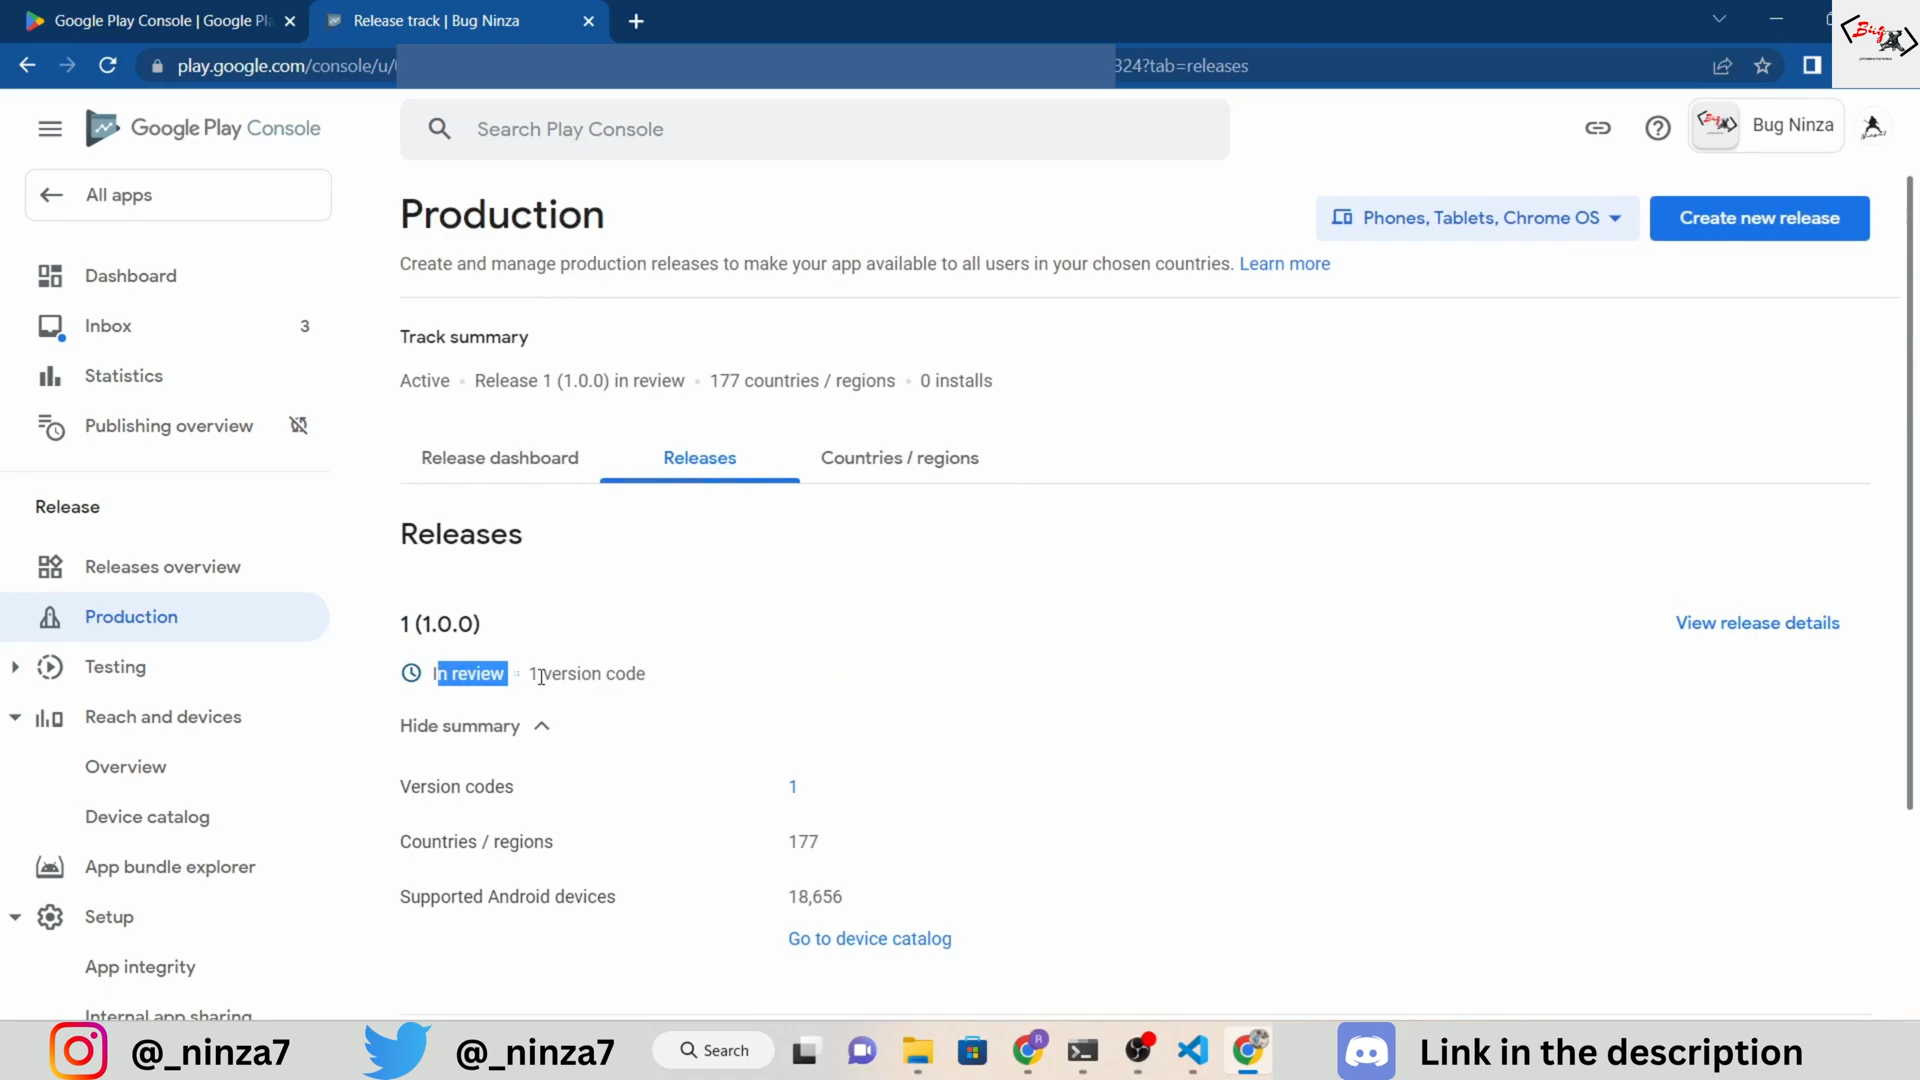 Google Play Console | Google Pla
Release track | Bug Ninza
play.google.com/console/u/
324?tab=releases
Google Play Console
Search Play Console
Bug Ninza
All apps
Production
Phones, Tablets, Chrome OS
Create new release
Create and manage production releases to make your app available to all users in your chosen countries. Learn more
Dashboard
Inbox 3
Statistics
Publishing overview
Track summary
Active • Release 1 (1.0.0) in review • 177 countries / regions • 0 installs
Release dashboard
Releases
Countries / regions
Release
Releases overview
Production
Testing
Reach and devices
Overview
Device catalog
App bundle explorer
Setup
App integrity
Internal app sharing
Releases
1 (1.0.0)
View release details
In review • 1 version code
Hide summary
Version codes 1
Countries / regions 177
Supported Android devices 18,656
Go to device catalog
@_ninza7
@_ninza7
Search
R
Link in the description